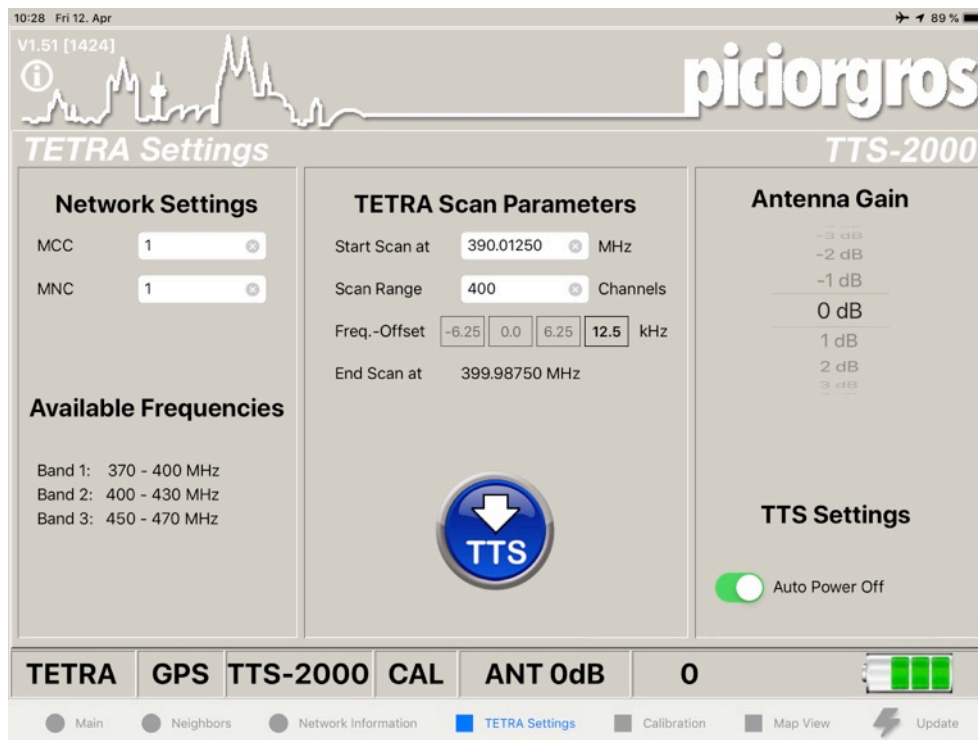 10:28 Fri 12. Apr
89 %
V1.51 [1424]
piciorgros
TETRA Settings
TTS-2000
Network Settings
MCC 1
MNC 1
Available Frequencies
Band 1: 370 - 400 MHz
Band 2: 400 - 430 MHz
Band 3: 450 - 470 MHz
TETRA Scan Parameters
Start Scan at 390.01250 MHz
Scan Range 400 Channels
Freq.-Offset -6.25 0.0 6.25 12.5 kHz
End Scan at 399.98750 MHz
TTS
Antenna Gain
-3 dB
-2 dB
-1 dB
0 dB
1 dB
2 dB
3 dB
TTS Settings
Auto Power Off
TETRA GPS TTS-2000 CAL ANT 0dB 0
Main Neighbors Network Information TETRA Settings Calibration Map View Update